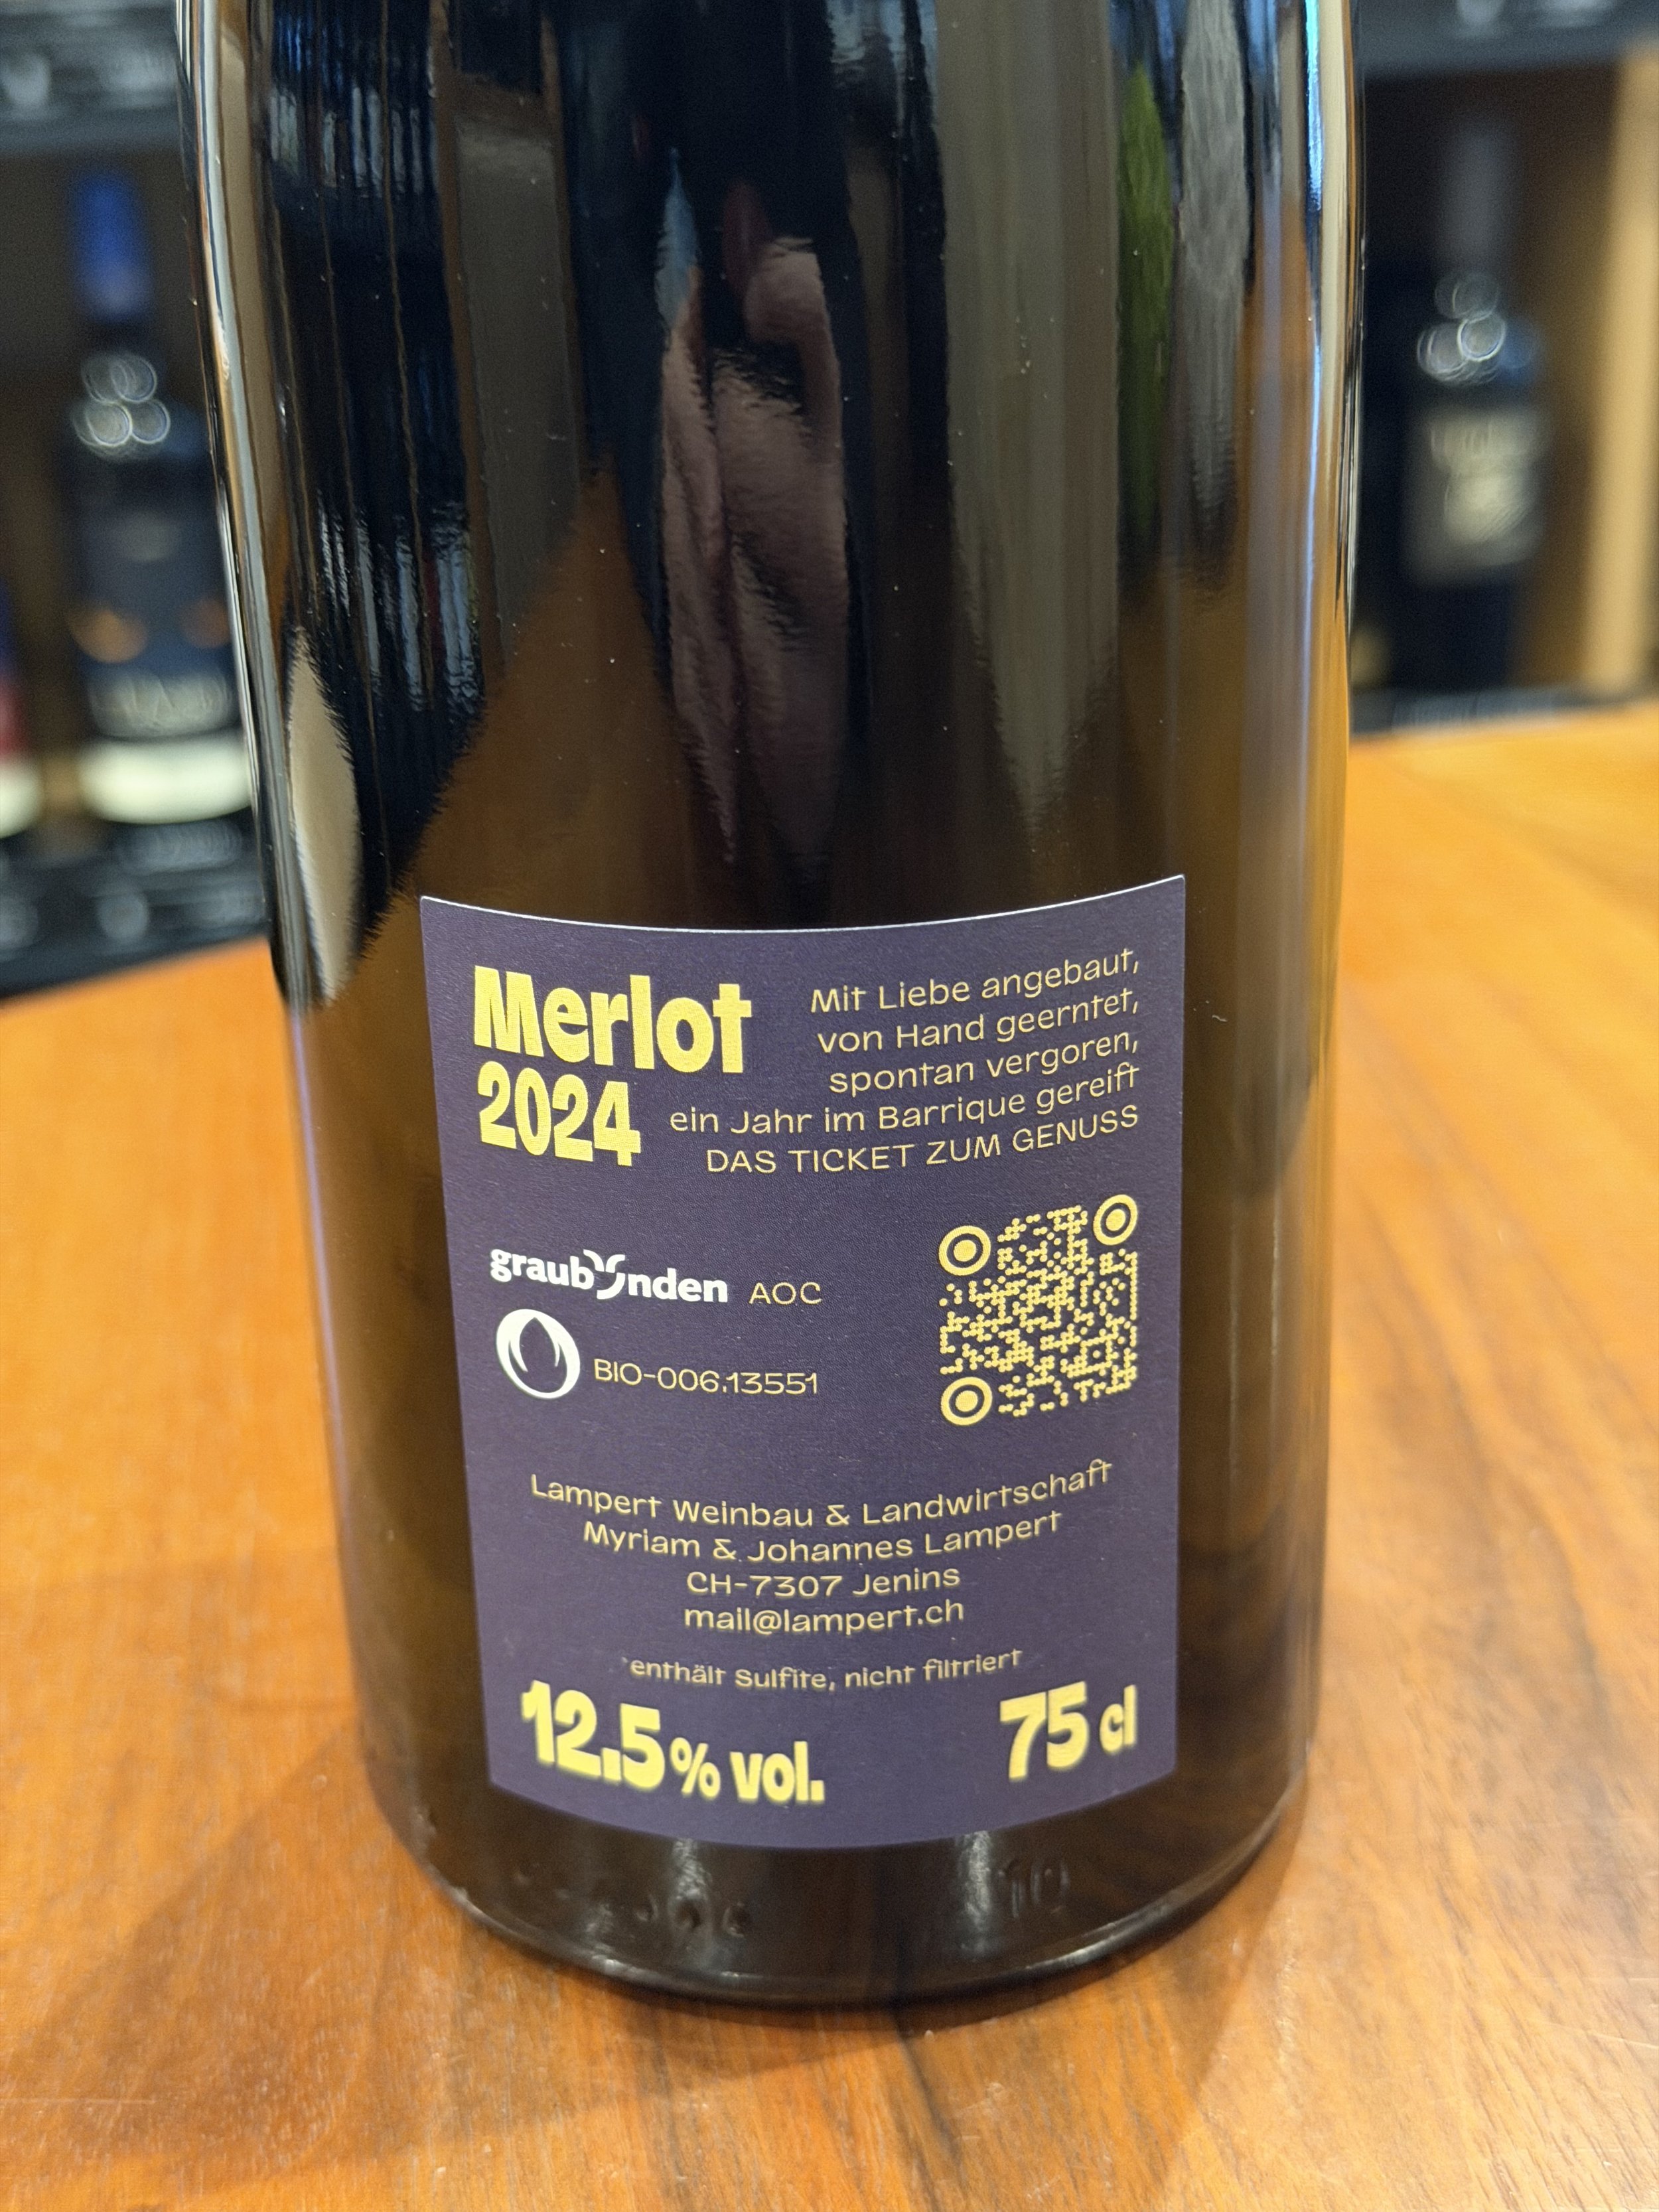 Merlot
2024
Mit Liebe angebaut,
von Hand geerntet,
spontan vergoren,
ein Jahr im Barrique gereift
DAS TICKET ZUM GENUSS
graubünden AOC
BIO-006.13551
Lampert Weinbau & Landwirtschaft
Myriam & Johannes Lampert
CH-7307 Jenins
mail@lampert.ch
enthält Sulfite, nicht filtriert
12.5% vol.
75 cl